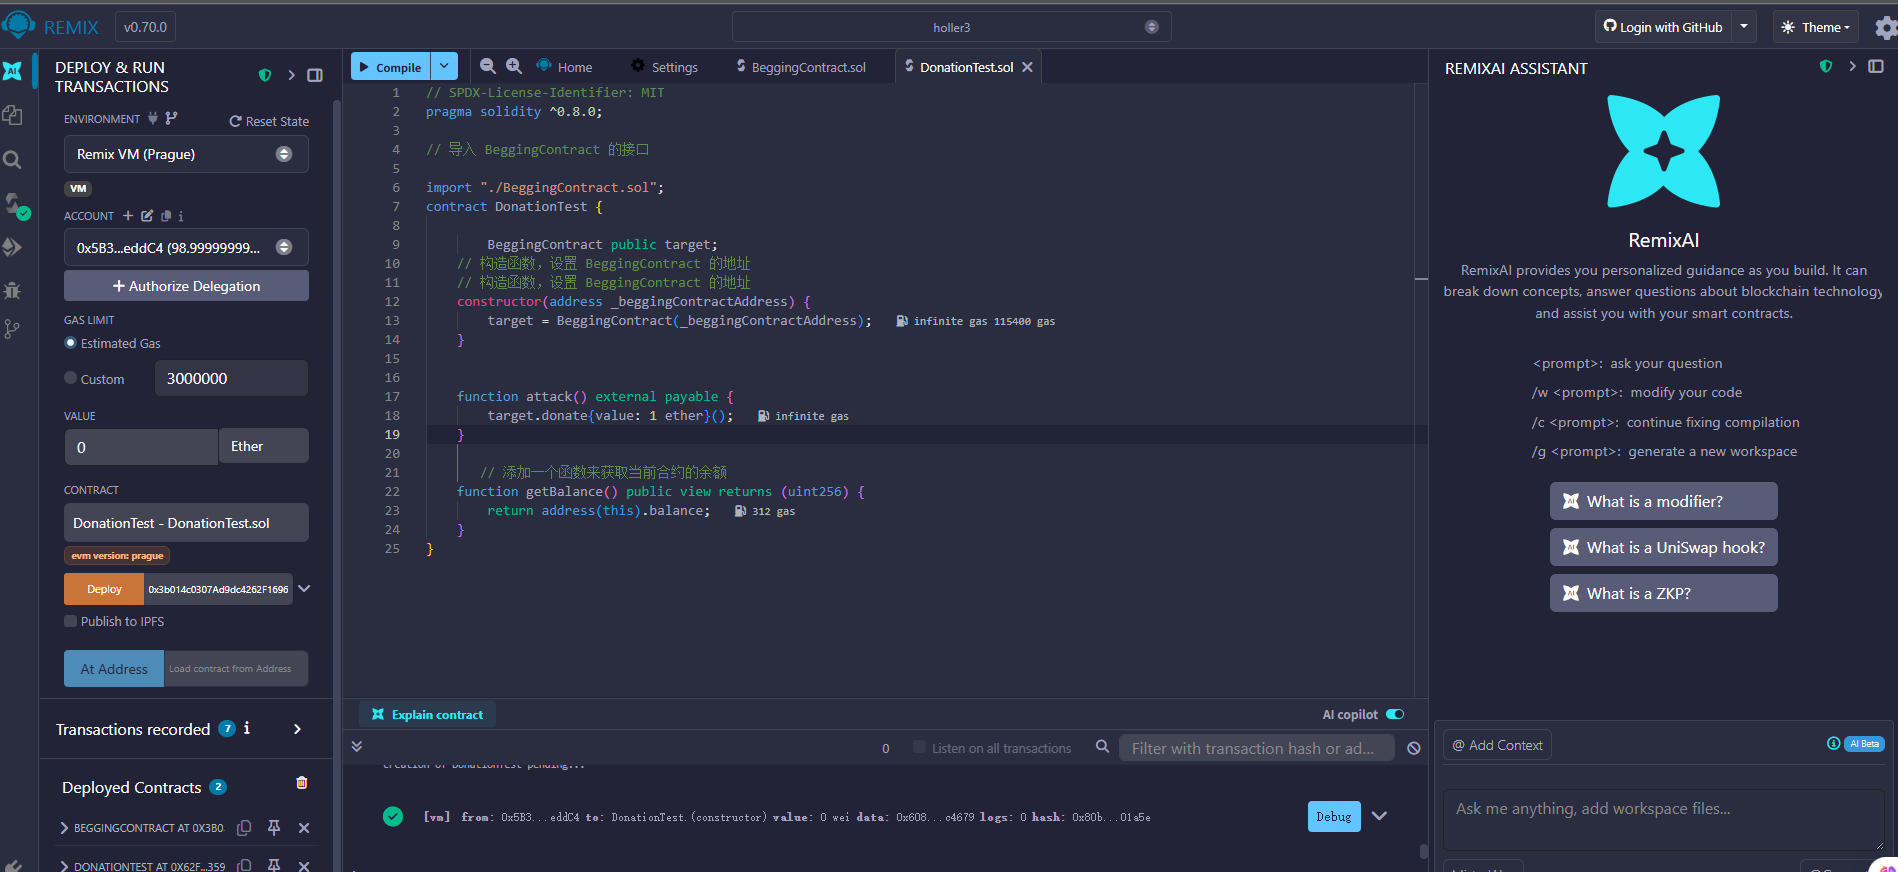 REMIX
v0.70.0
holler3
Login with GitHub
Theme
DEPLOY & RUN
TRANSACTIONS
ENVIRONMENT
Reset State
Remix VM (Prague)
VM
ACCOUNT
0x5B3...eddC4 (98.99999999...
Authorize Delegation
GAS LIMIT
Estimated Gas
Custom
3000000
VALUE
0
Ether
CONTRACT
DonationTest - DonationTest.sol
evm version: prague
Deploy
0x3b014c0307Ad9dc4262F1696
Publish to IPFS
At Address
Load contract from Address
Transactions recorded 7
Deployed Contracts 2
BEGGINGCONTRACT AT 0X3B0
DONATIONTEST AT 0X62F...359
Compile
Home
Settings
BeggingContract.sol
DonationTest.sol
1 // SPDX-License-Identifier: MIT
2 pragma solidity ^0.8.0;
3
4 // 导入 BeggingContract 的接口
5
6 import "./BeggingContract.sol";
7 contract DonationTest {
8
9 BeggingContract public target;
10 // 构造函数，设置 BeggingContract 的地址
11 // 构造函数，设置 BeggingContract 的地址
12 constructor(address _beggingContractAddress) {
13 target = BeggingContract(_beggingContractAddress); infinite gas 115400 gas
14 }
15
16
17 function attack() external payable {
18 target.donate{value: 1 ether}(); infinite gas
19 }
20
21 // 添加一个函数来获取当前合约的余额
22 function getBalance() public view returns (uint256) {
23 return address(this).balance; 312 gas
24 }
25 }
Explain contract
AI copilot
0
Listen on all transactions
Filter with transaction hash or ad...
creation of DonationTest pending...
[vm] from: 0x5B3...eddC4 to: DonationTest.(constructor) value: 0 wei data: 0x608...c4679 logs: 0 hash: 0x80b...01a5e
Debug
REMIXAI ASSISTANT
RemixAI
RemixAI provides you personalized guidance as you build. It can
break down concepts, answer questions about blockchain technology
and assist you with your smart contracts.
<prompt>: ask your question
/w <prompt>: modify your code
/c <prompt>: continue fixing compilation
/g <prompt>: generate a new workspace
AI What is a modifier?
AI What is a UniSwap hook?
AI What is a ZKP?
@ Add Context
AI Beta
Ask me anything, add workspace files...